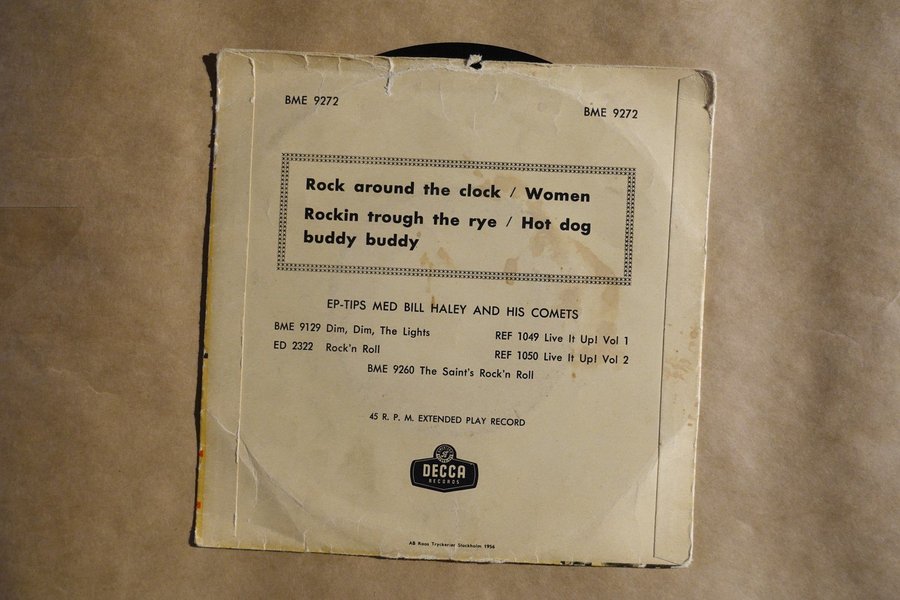 BME 9272
BME 9272
Rock around the clock / Women
Rockin trough the rye / Hot dog
buddy buddy
EP-TIPS MED BILL HALEY AND HIS COMETS
BME 9129 Dim, Dim, The Lights
REF 1049 Live It Up! Vol 1
ED 2322 Rock'n Roll
REF 1050 Live It Up! Vol 2
BME 9260 The Saint's Rock'n Roll
45 R. P. M. EXTENDED PLAY RECORD
DECCA
RECORDS
AB Roos Tryckerier Stockholm 1956